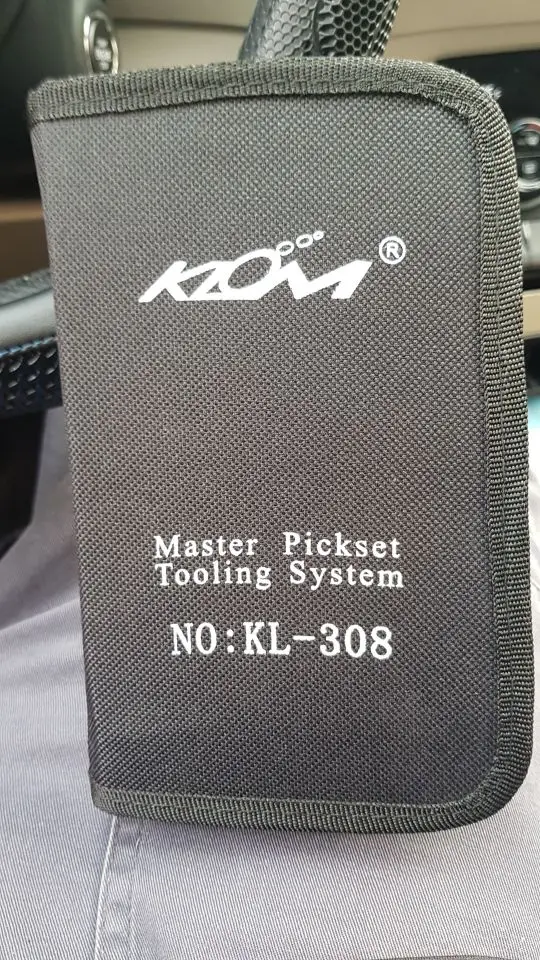 KLOM®
Master Pickset
Tooling System
NO:KL-308